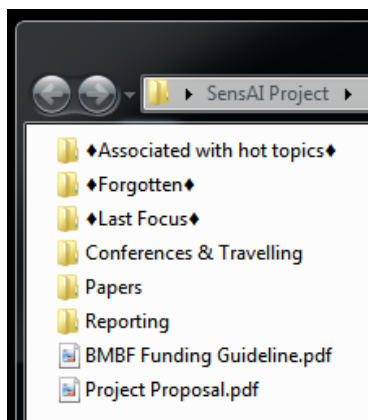 SensAI Project
♦Associated with hot topics♦
♦Forgotten♦
♦Last Focus♦
Conferences & Travelling
Papers
Reporting
BMBF Funding Guideline.pdf
Project Proposal.pdf